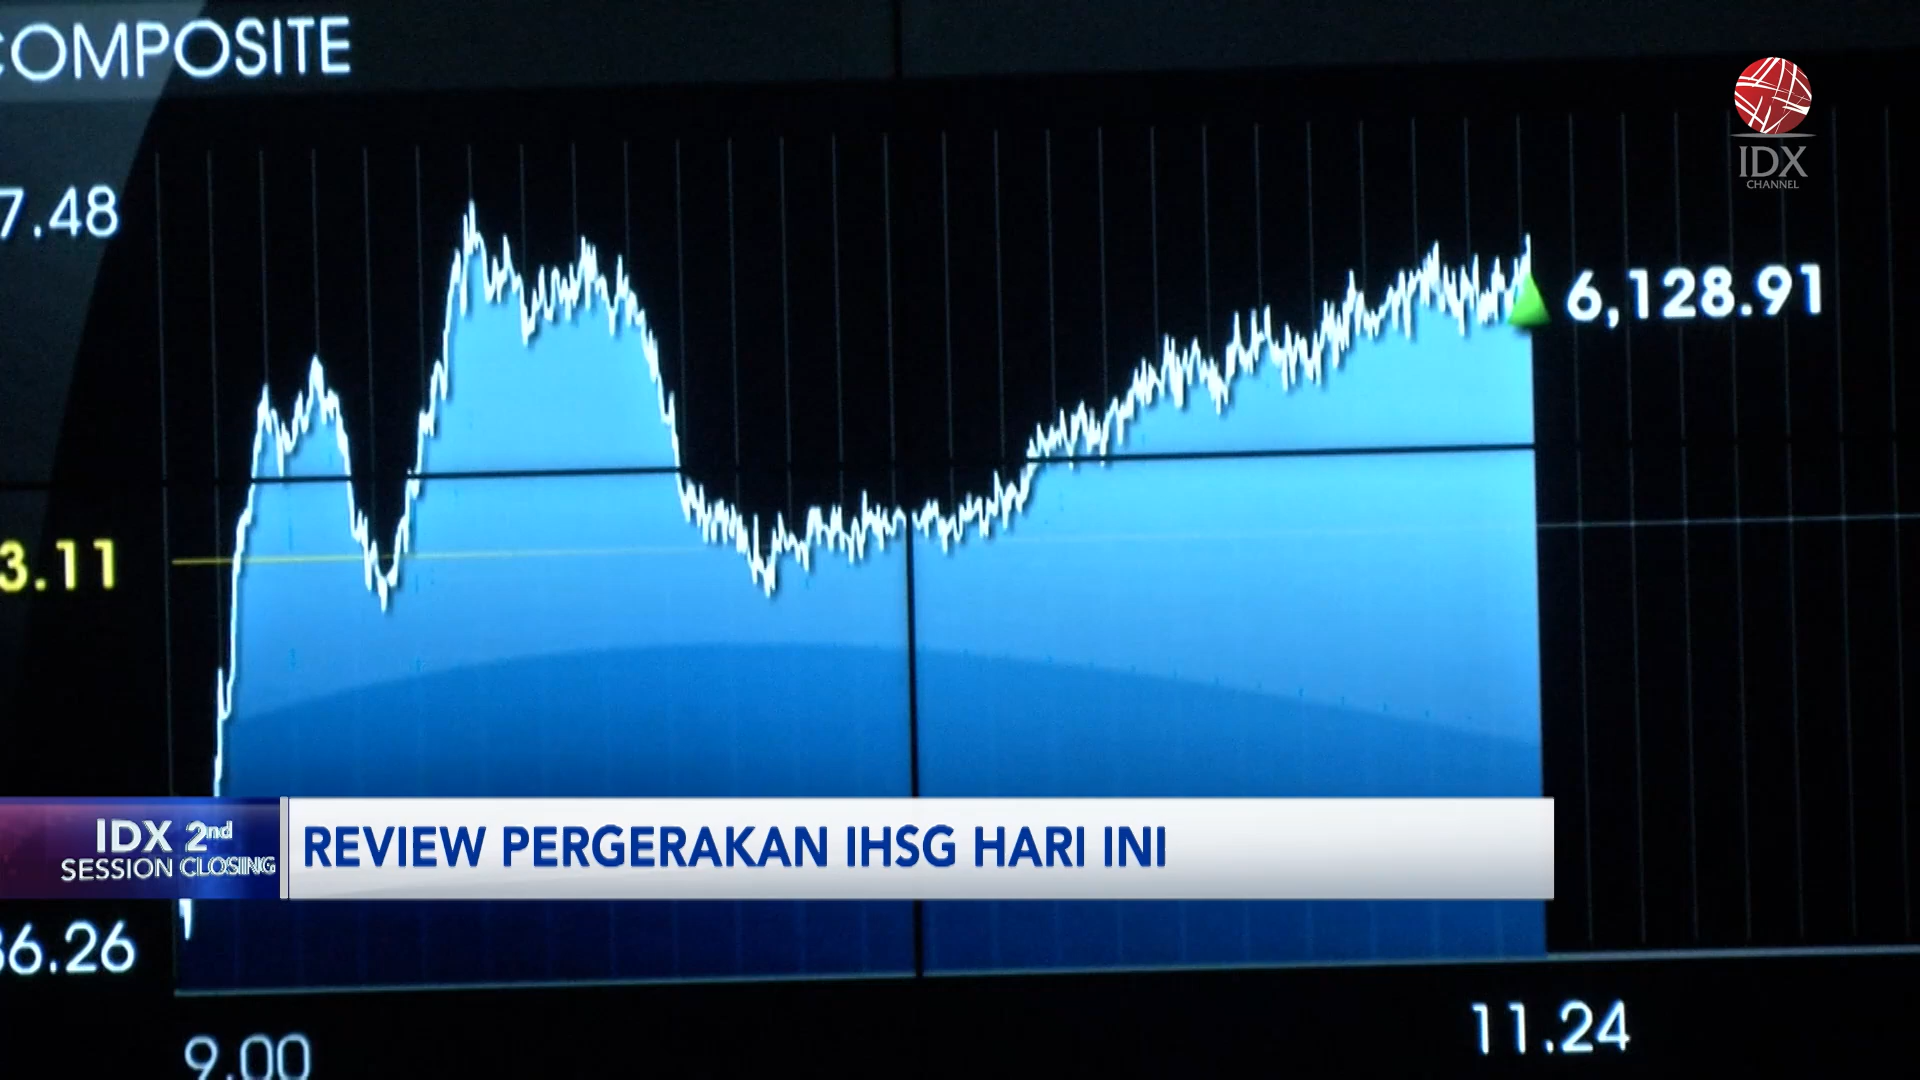 COMPOSITE
IDX
CHANNEL
7.48
6,128.91
3.11
IDX 2nd
SESSION CLOSING
REVIEW PERGERAKAN IHSG HARI INI
36.26
11.24
9.00